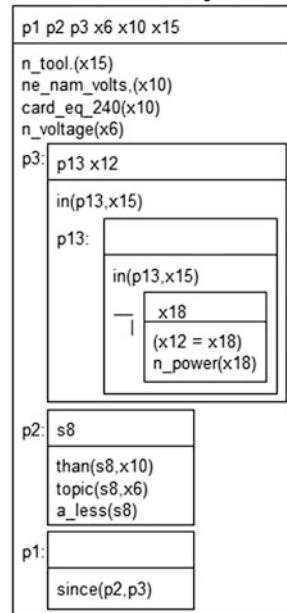 p1 p2 p3 x6 x10 x15
n_tool.(x15)
ne_nam_volts,(x10)
card_eq_240(x10)
n_voltage(x6)
p3:
p13 x12
in(p13,x15)
p13:
in(p13,x15)
x18
(x12 = x18)
n_power(x18)
p2:
s8
than(s8,x10)
topic(s8,x6)
a_less(s8)
p1:
since(p2,p3)